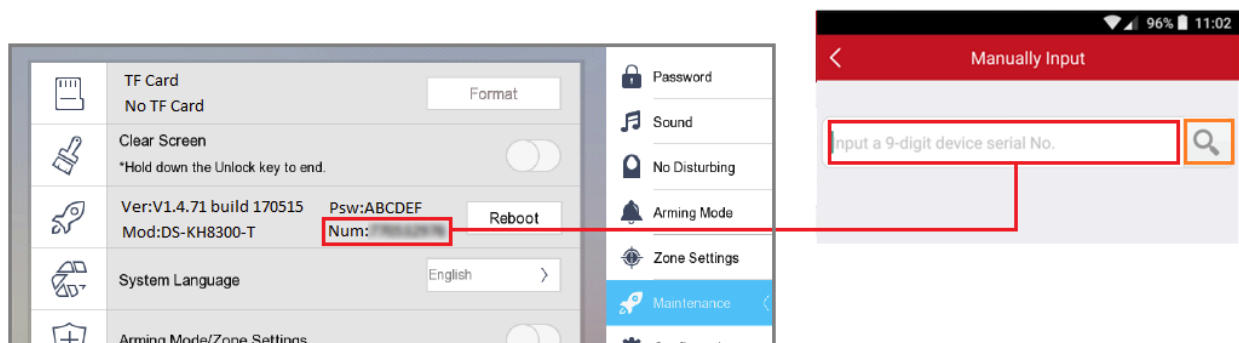 TF Card
No TF Card
Format
Clear Screen
*Hold down the Unlock key to end.
Ver:V1.4.71 build 170515
Mod:DS-KH8300-T
Psw:ABCDEF
Num:
Reboot
System Language
English
Arming Mode/Zone Settings
Password
Sound
No Disturbing
Arming Mode
Zone Settings
Maintenance
96% 11:02
Manually Input
Input a 9-digit device serial No.